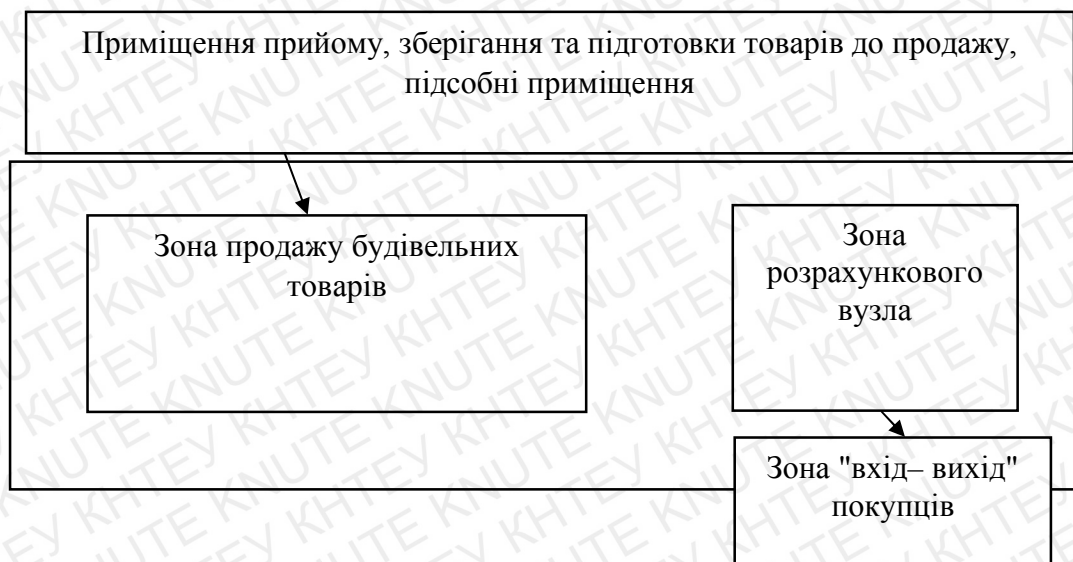 Приміщення прийому, зберігання та підготовки товарів до продажу,
підсобні приміщення
Зона продажу будівельних
товарів
Зона
розрахункового
вузла
Зона "вхід– вихід"
покупців